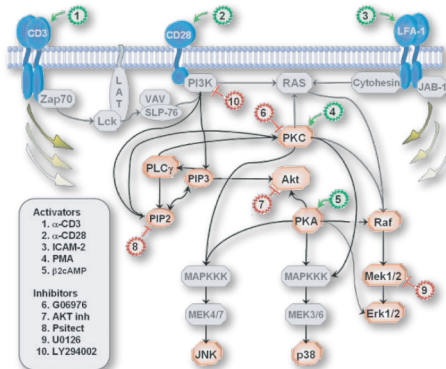 1
CD3
2
CD28
3
LFA-1
Zap70
LAT
Lck
VAV
SLP-76
PI3K
10
RAS
Cytohesin
JAB-1
6
4
PKC
PLCγ
PIP3
Akt
7
PIP2
8
5
PKA
Raf
MAPKKK
MAPKKK
Mek1/2
9
MEK4/7
MEK3/6
Erk1/2
JNK
p38
Activators
1. α-CD3
2. α-CD28
3. ICAM-2
4. PMA
5. β2cAMP
Inhibitors
6. G06976
7. AKT inh
8. Psitect
9. U0126
10. LY294002